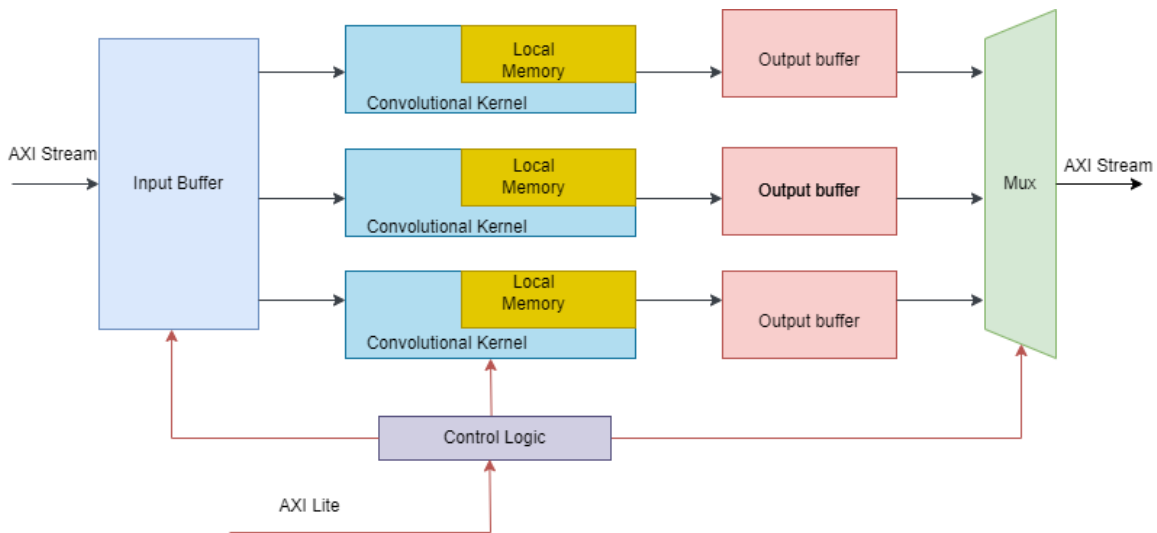 AXI Stream
Input Buffer
Local
Memory
Convolutional Kernel
Output buffer
Local
Memory
Convolutional Kernel
Output buffer
Local
Memory
Convolutional Kernel
Output buffer
Mux
AXI Stream
Control Logic
AXI Lite